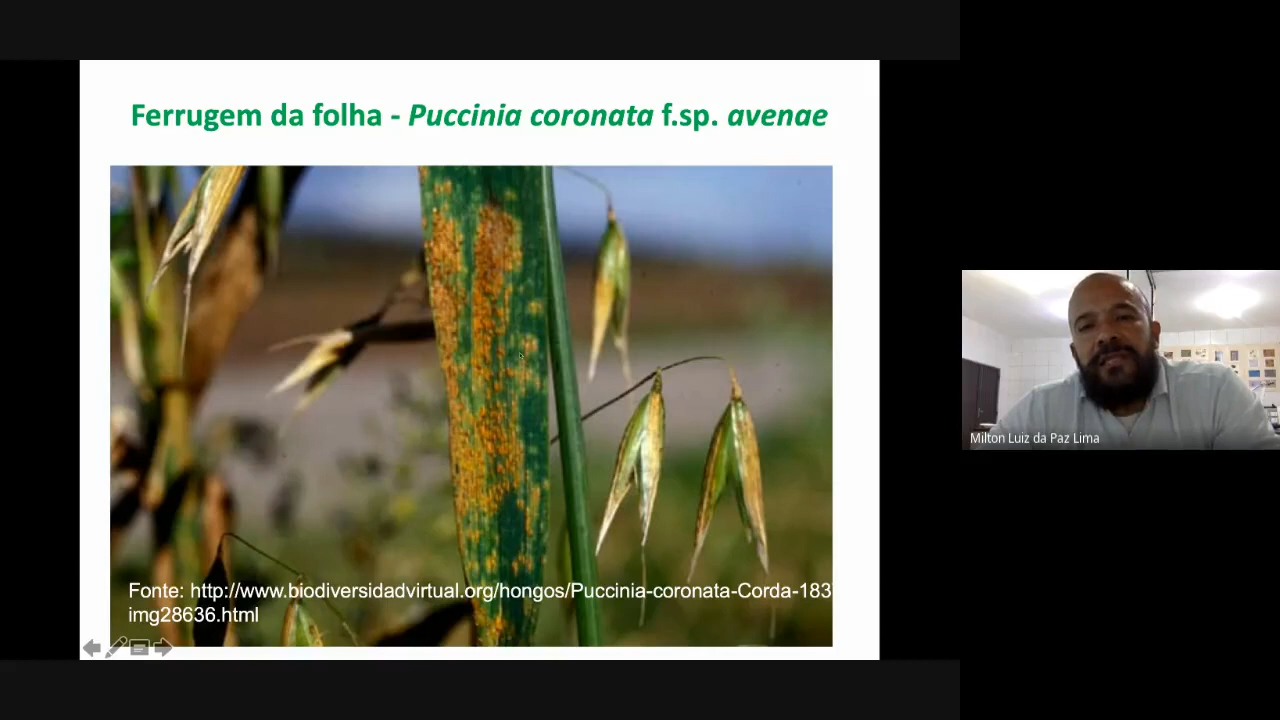 Ferrugem da folha - Puccinia coronata f.sp. avenae
Fonte: http://www.biodiversidadvirtual.org/hongos/Puccinia-coronata-Corda-183
img28636.html
Milton Luiz da Paz Lima